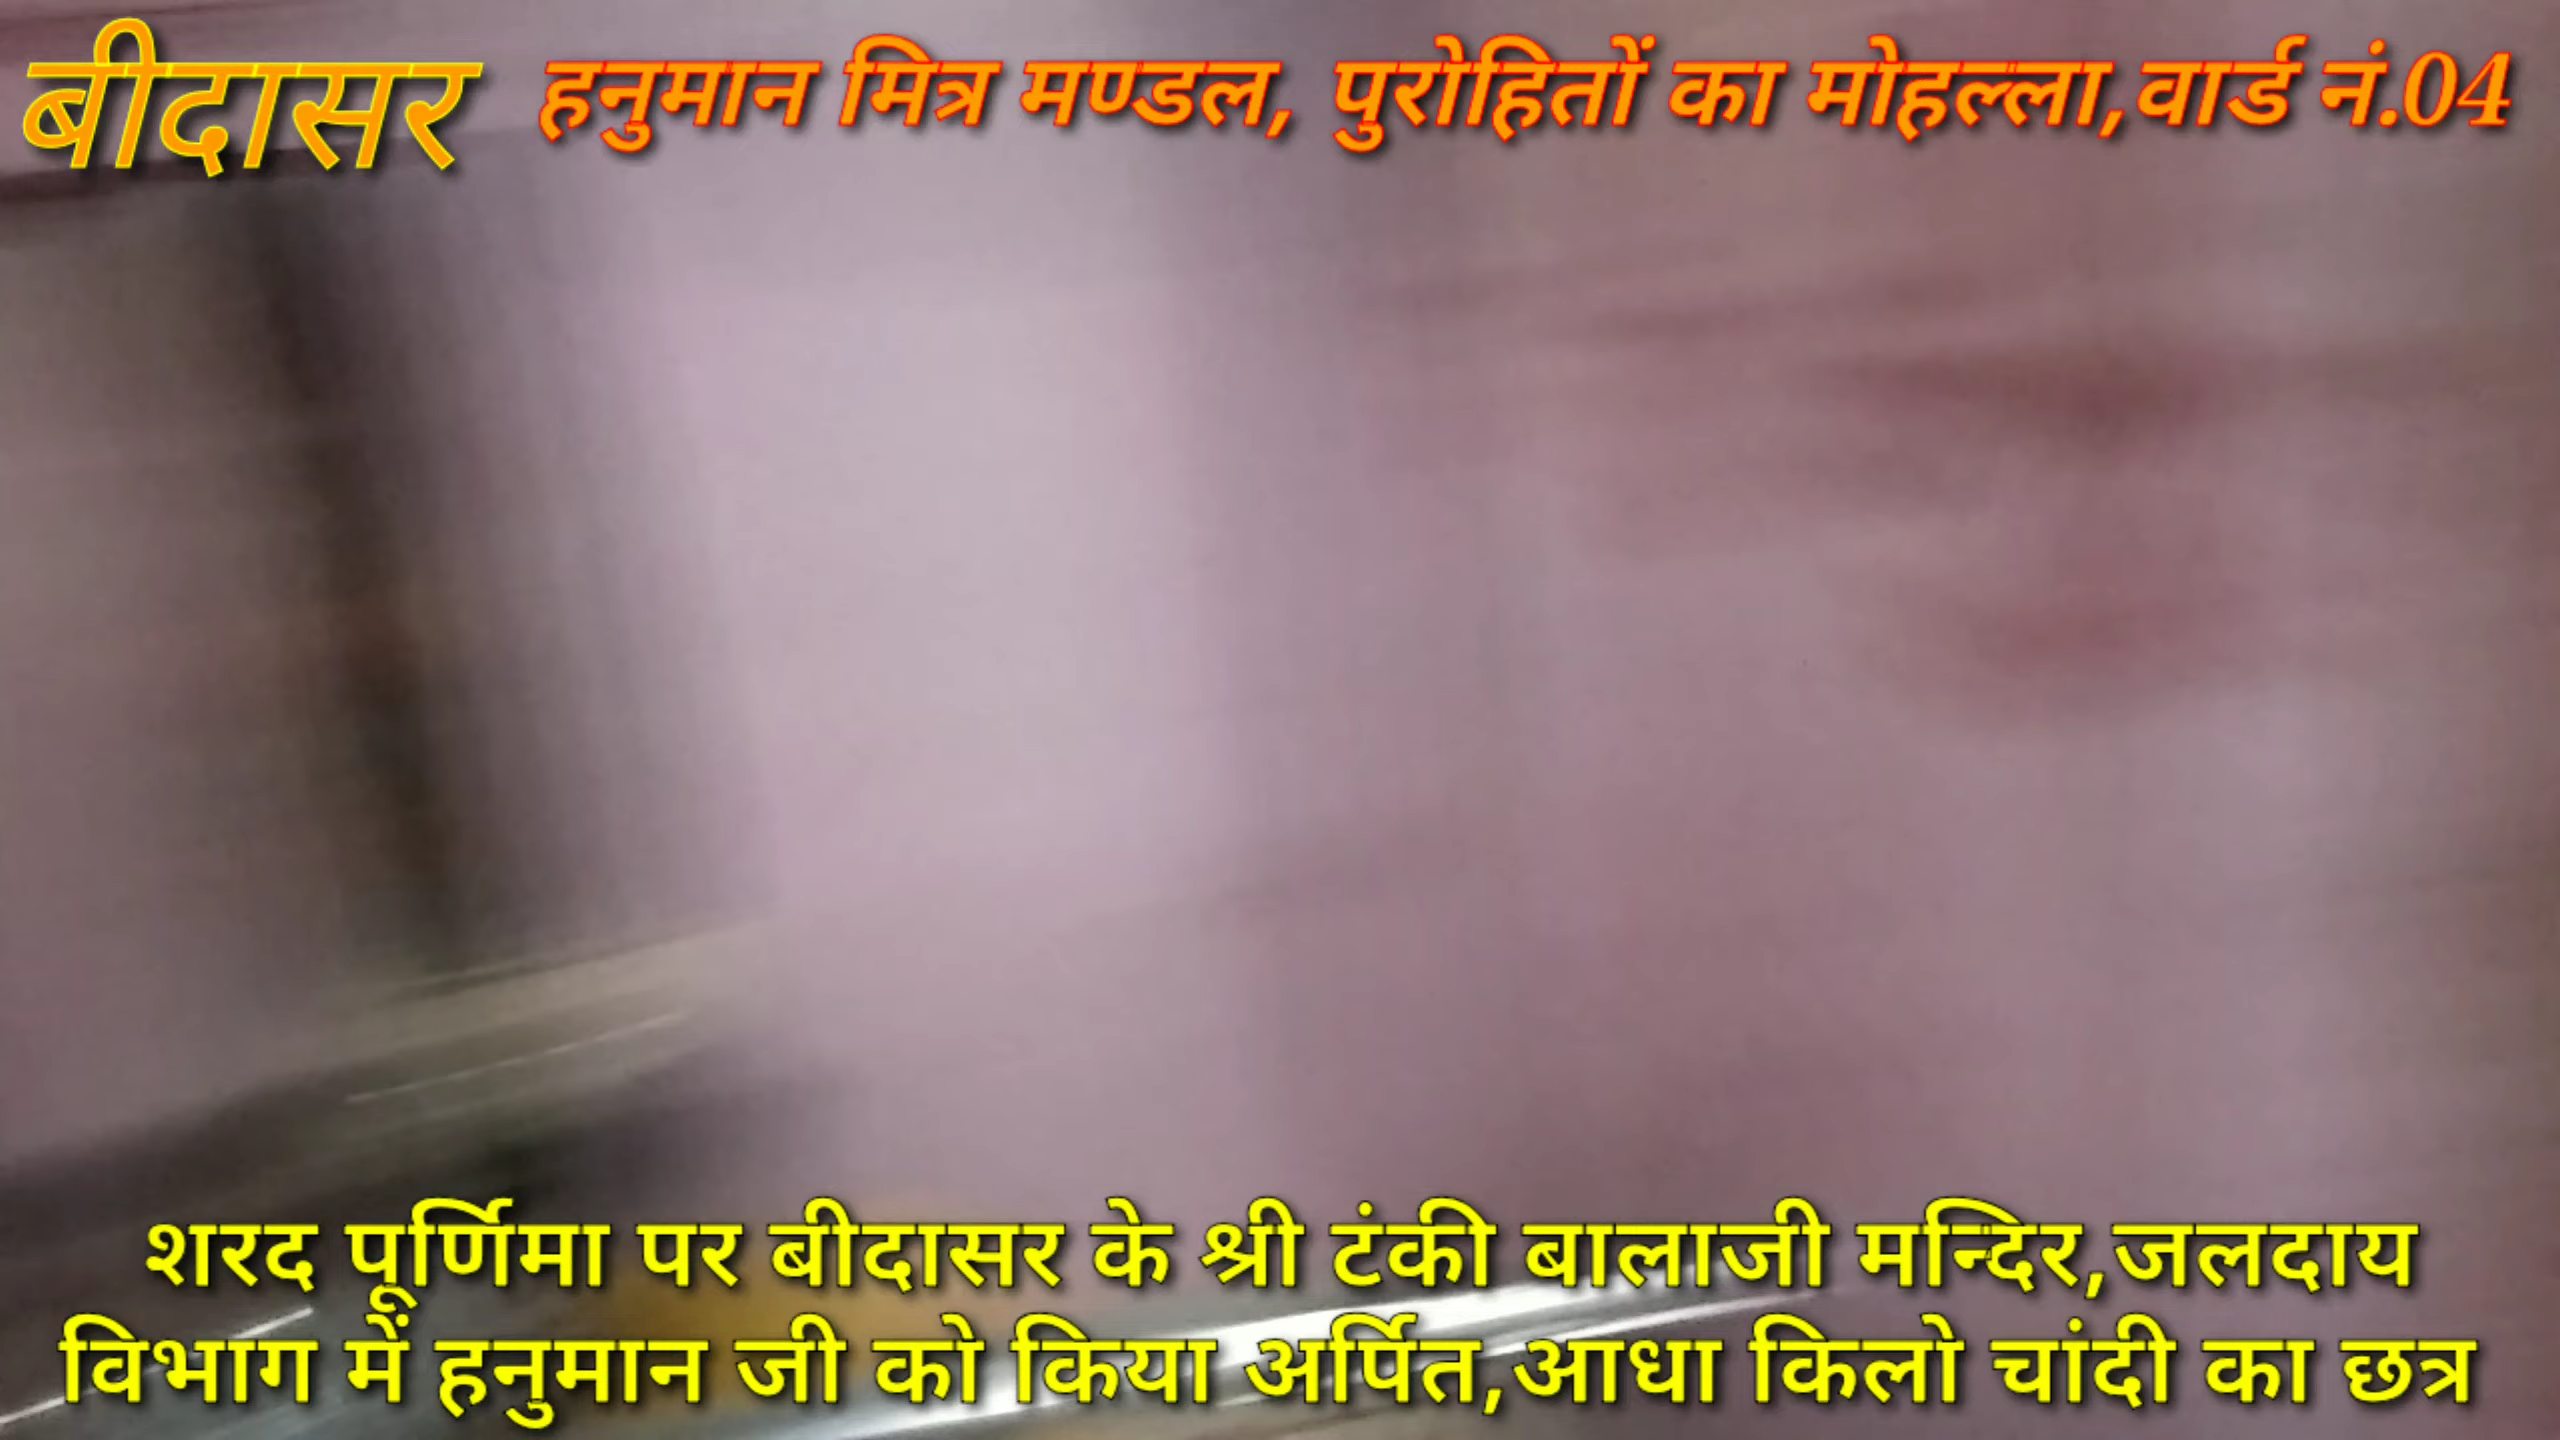 बीदासर
हनुमान मित्र मण्डल, पुरोहितों का मोहल्ला,वार्ड नं.04
शरद पूर्णिमा पर बीदासर के श्री टंकी बालाजी मन्दिर,जलदाय
विभाग में हनुमान जी को किया अर्पित,आधा किलो चांदी का छत्र